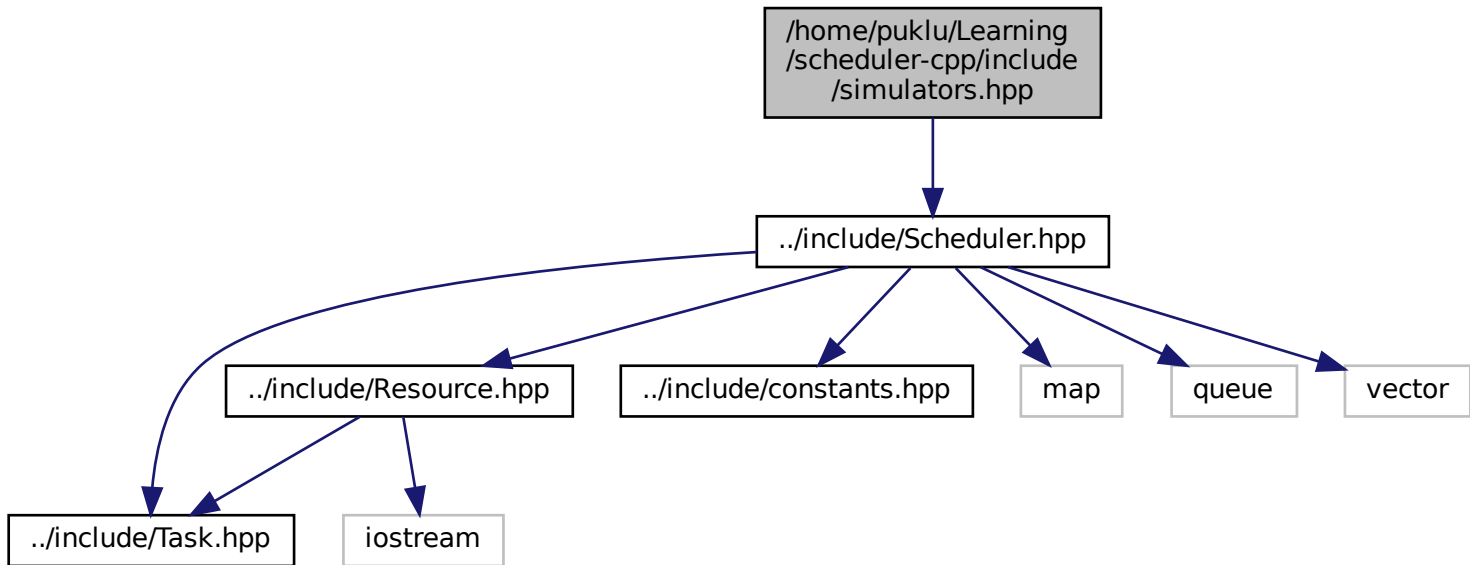 /home/puklu/Learning
/scheduler-cpp/include
/simulators.hpp
../include/Scheduler.hpp
../include/Resource.hpp
../include/constants.hpp
map
queue
vector
../include/Task.hpp
iostream